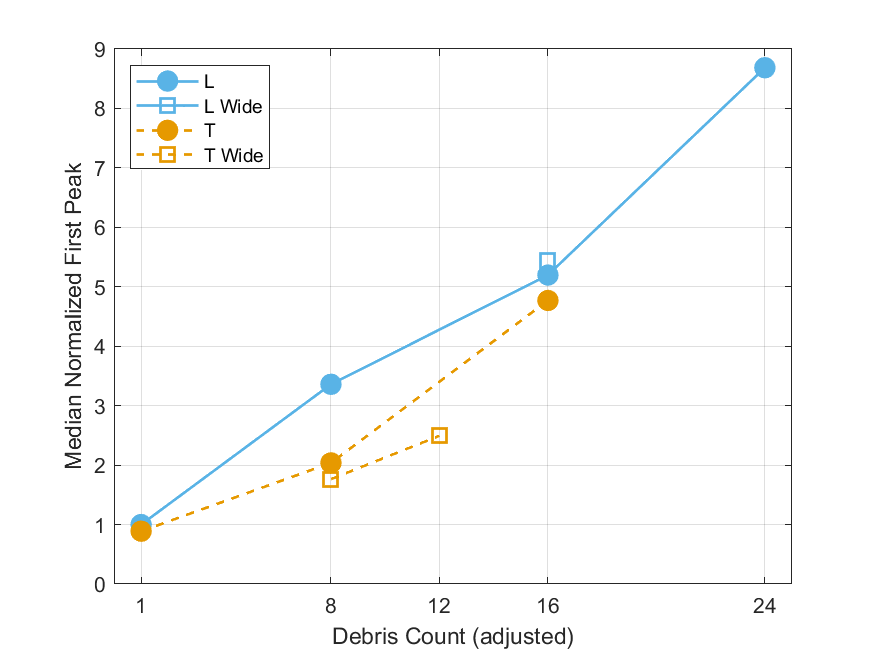 9
8
7
6
5
4
3
2
1
0
Median Normalized First Peak
L
L Wide
T
T Wide
1 8 12 16 24
Debris Count (adjusted)